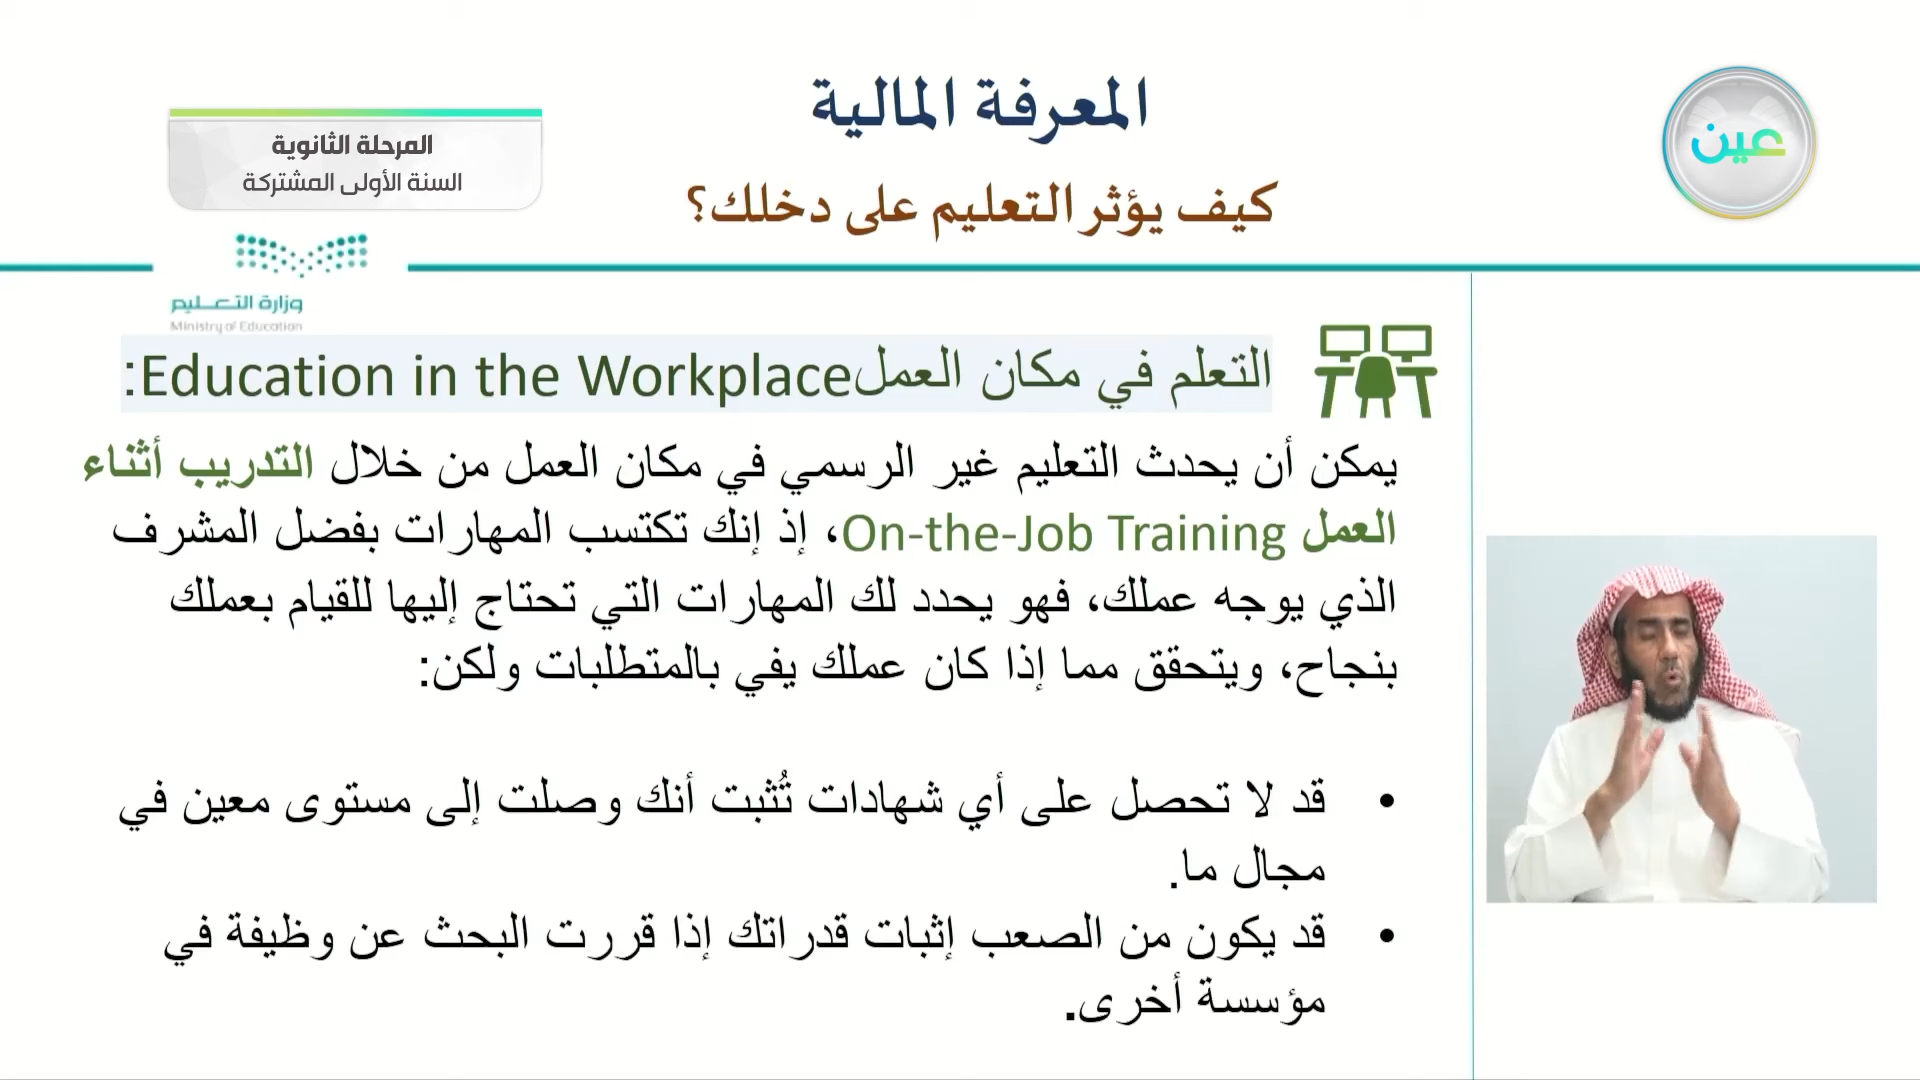 المعرفة المالية
كيف يؤثر التعليم على دخلك؟
عين
المرحلة الثانوية
السنة الأولى المشتركة
وزارة التعليم
Ministry of Education
التعلم في مكان العملEducation in the Workplace:
يمكن أن يحدث التعليم غير الرسمي في مكان العمل من خلال التدريب أثناء
العمل On-the-Job Training، إذ إنك تكتسب المهارات بفضل المشرف
الذي يوجه عملك، فهو يحدد لك المهارات التي تحتاج إليها للقيام بعملك
بنجاح، ويتحقق مما إذا كان عملك يفي بالمتطلبات ولكن:
• قد لا تحصل على أي شهادات تُثبت أنك وصلت إلى مستوى معين في
مجال ما.
• قد يكون من الصعب إثبات قدراتك إذا قررت البحث عن وظيفة في
مؤسسة أخرى.